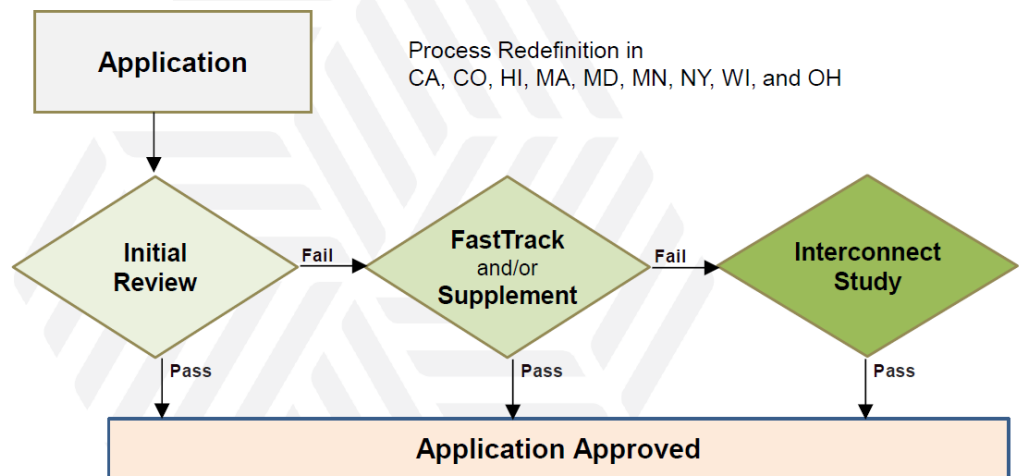 Application
Process Redefinition in
CA, CO, HI, MA, MD, MN, NY, WI, and OH
Initial
Review
Fail
FastTrack
and/or
Supplement
Fail
Interconnect
Study
Pass
Pass
Pass
Application Approved